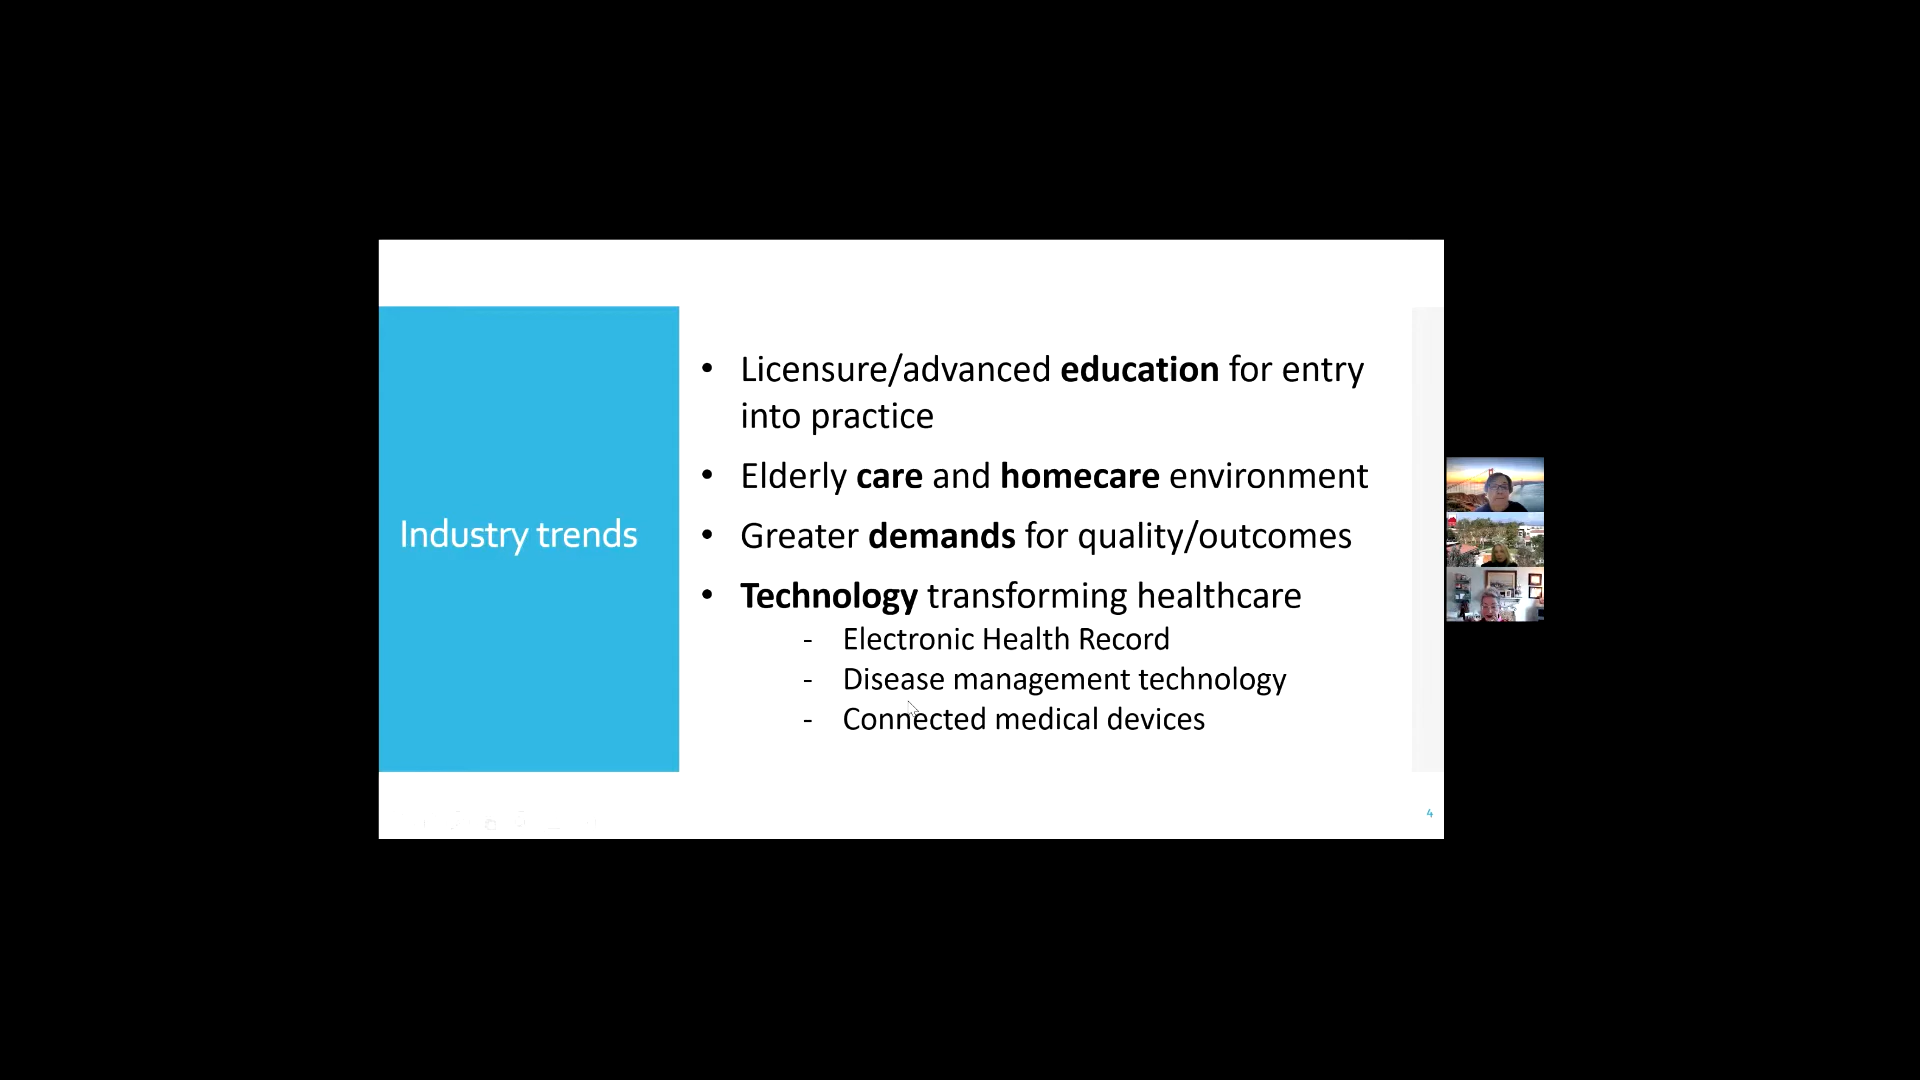 Industry trends
• Licensure/advanced education for entry
into practice
• Elderly care and homecare environment
• Greater demands for quality/outcomes
• Technology transforming healthcare
- Electronic Health Record
- Disease management technology
- Connected medical devices
4